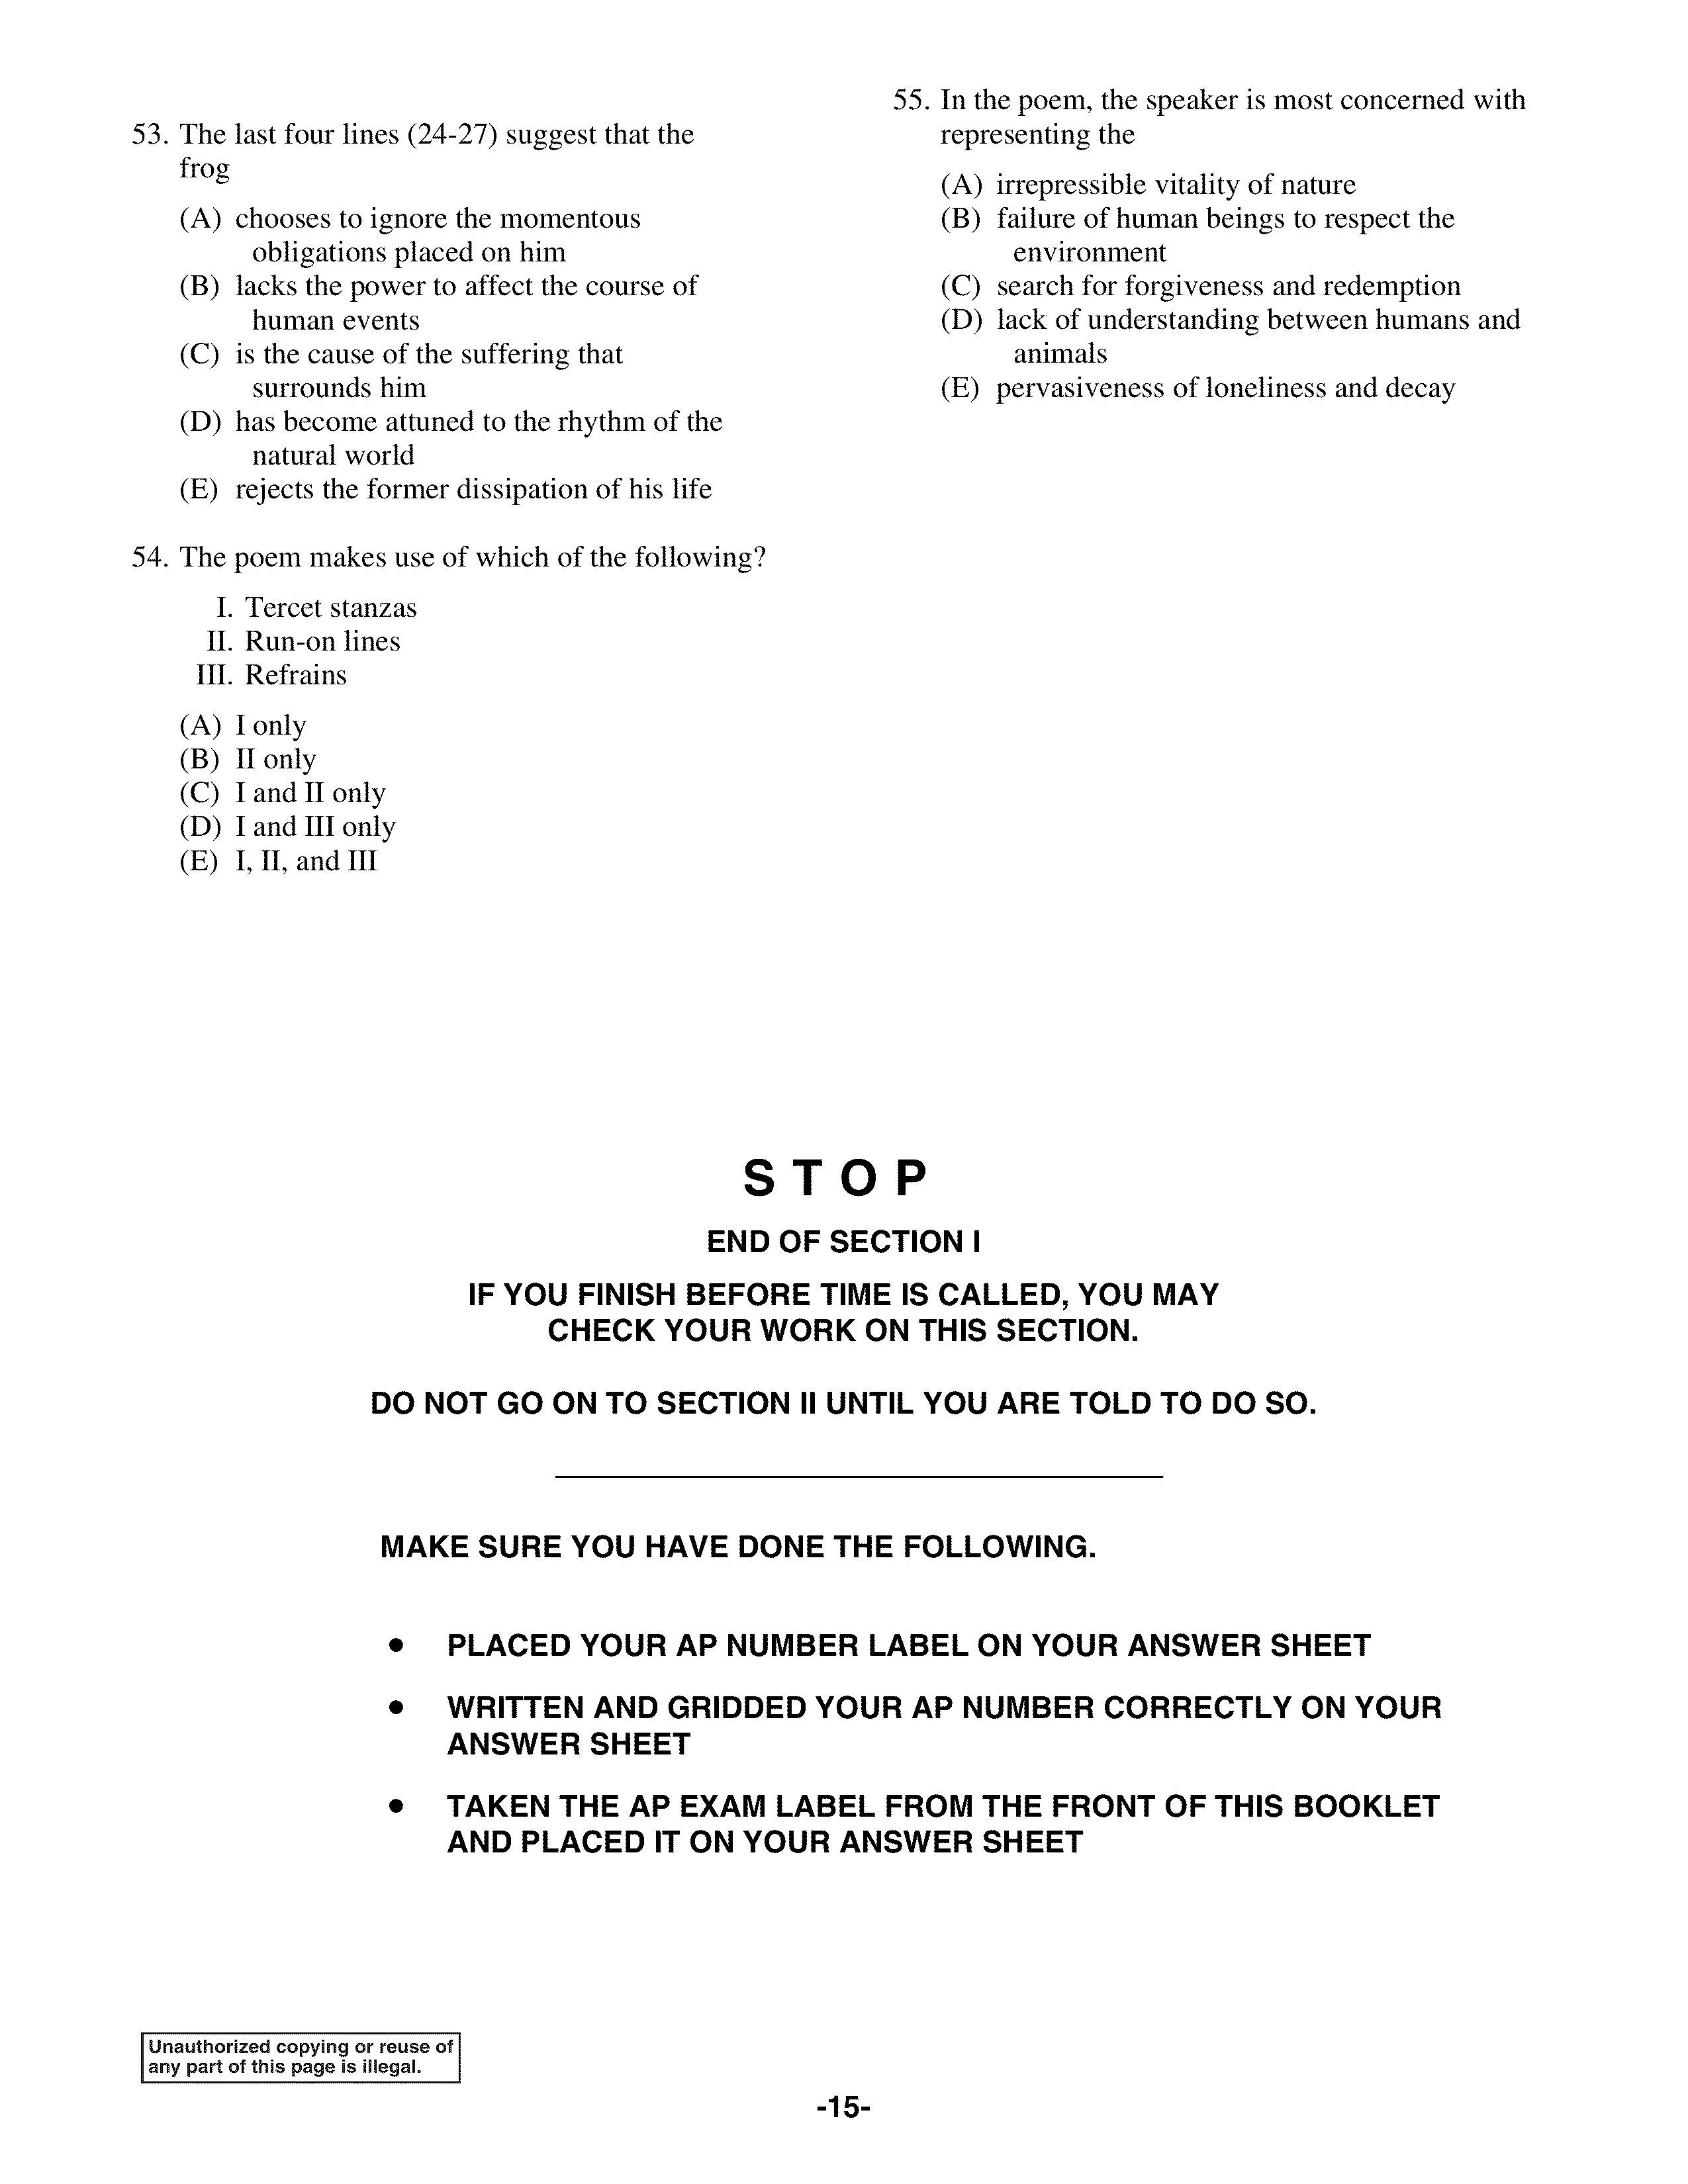 53. The last four lines (24-27) suggest that the
frog
(A) chooses to ignore the momentous
obligations placed on him
(B) lacks the power to affect the course of
human events
(C) is the cause of the suffering that
surrounds him
(D) has become attuned to the rhythm of the
natural world
(E) rejects the former dissipation of his life
54. The poem makes use of which of the following?
I. Tercet stanzas
II. Run-on lines
III. Refrains
(A) I only
(B) II only
(C) I and II only
(D) I and III only
(E) I, II, and III
55. In the poem, the speaker is most concerned with
representing the
(A) irrepressible vitality of nature
(B) failure of human beings to respect the
environment
(C) search for forgiveness and redemption
(D) lack of understanding between humans and
animals
(E) pervasiveness of loneliness and decay
S T O P
END OF SECTION I
IF YOU FINISH BEFORE TIME IS CALLED, YOU MAY
CHECK YOUR WORK ON THIS SECTION.
DO NOT GO ON TO SECTION II UNTIL YOU ARE TOLD TO DO SO.
MAKE SURE YOU HAVE DONE THE FOLLOWING.
• PLACED YOUR AP NUMBER LABEL ON YOUR ANSWER SHEET
• WRITTEN AND GRIDDED YOUR AP NUMBER CORRECTLY ON YOUR
ANSWER SHEET
• TAKEN THE AP EXAM LABEL FROM THE FRONT OF THIS BOOKLET
AND PLACED IT ON YOUR ANSWER SHEET
Unauthorized copying or reuse of
any part of this page is illegal.
-15-